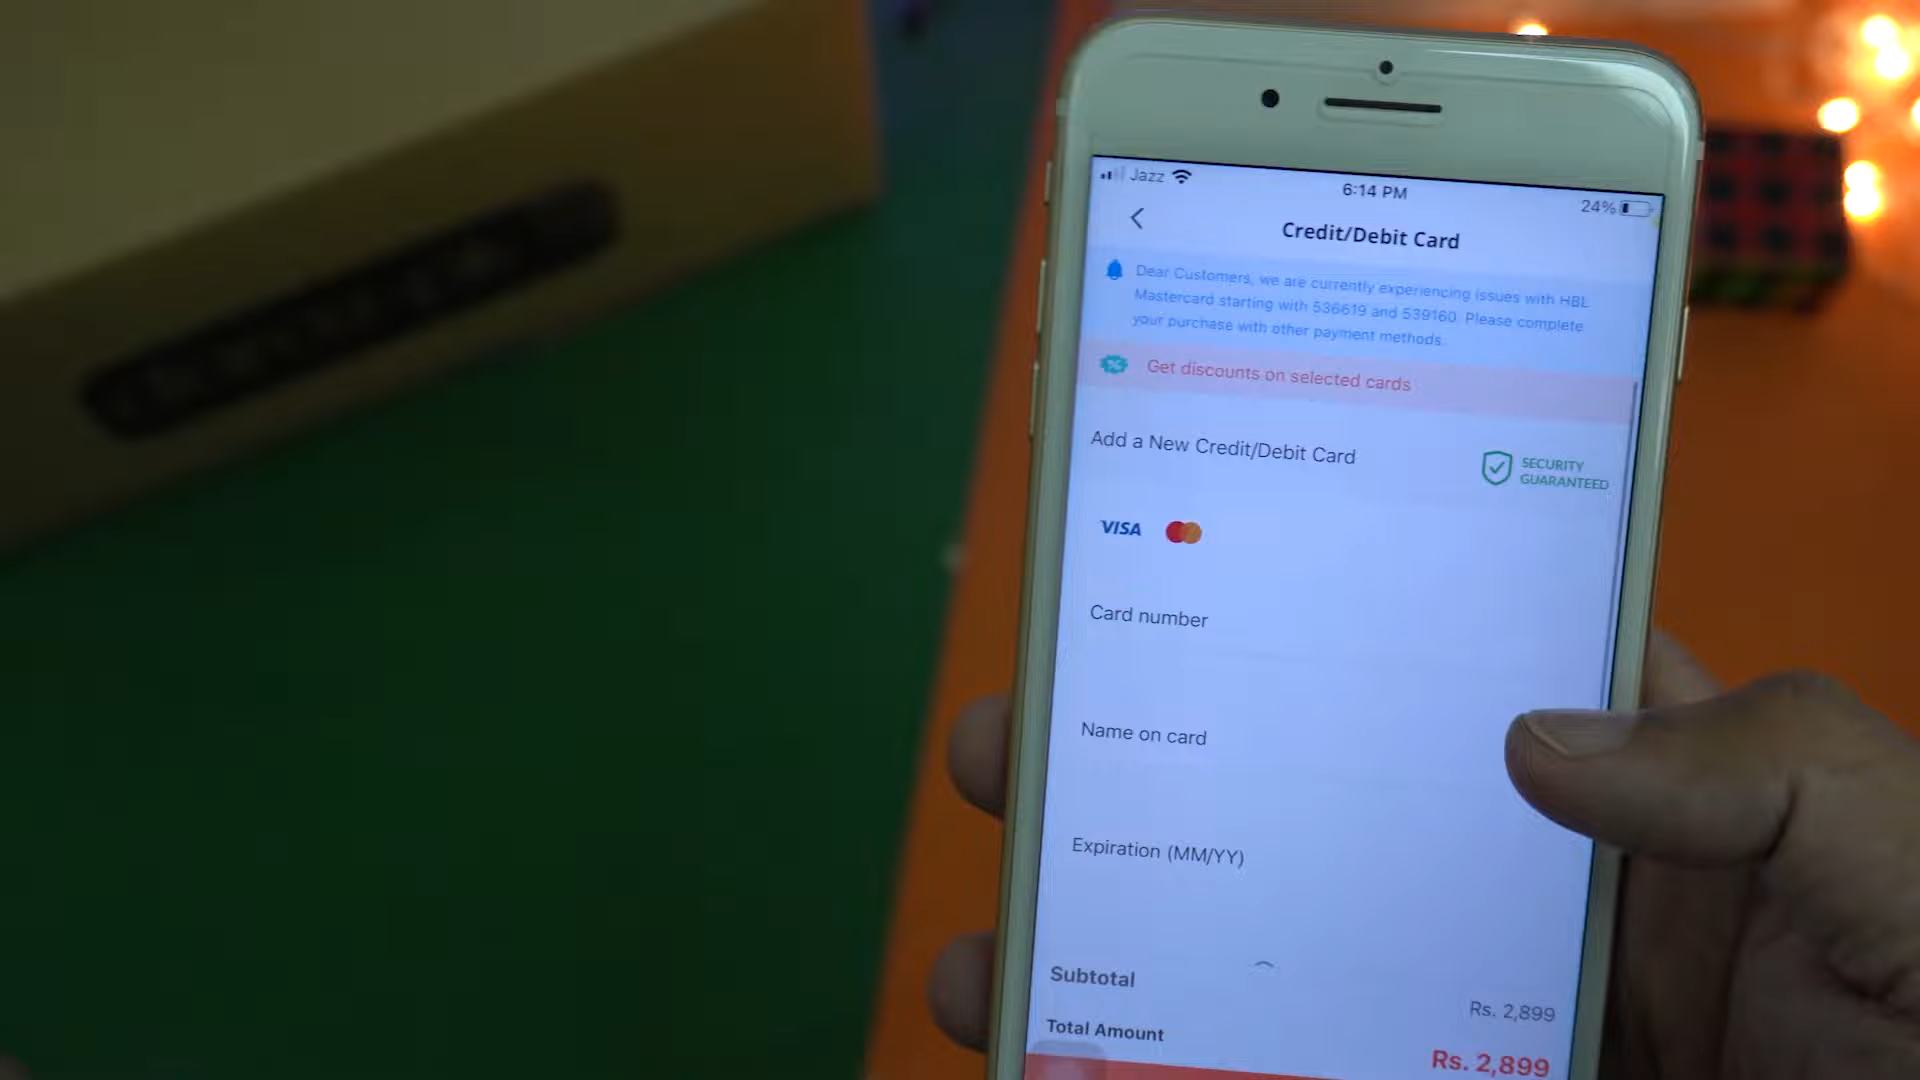 Jazz
6:14 PM
24%
Credit/Debit Card
Dear Customers, we are currently experiencing issues with HBL
Mastercard starting with 536619 and 539160. Please complete
your purchase with other payment methods.
Get discounts on selected cards
Add a New Credit/Debit Card
SECURITY
GUARANTEED
VISA
Card number
Name on card
Expiration (MM/YY)
Subtotal
Rs. 2,899
Total Amount
Rs. 2,899